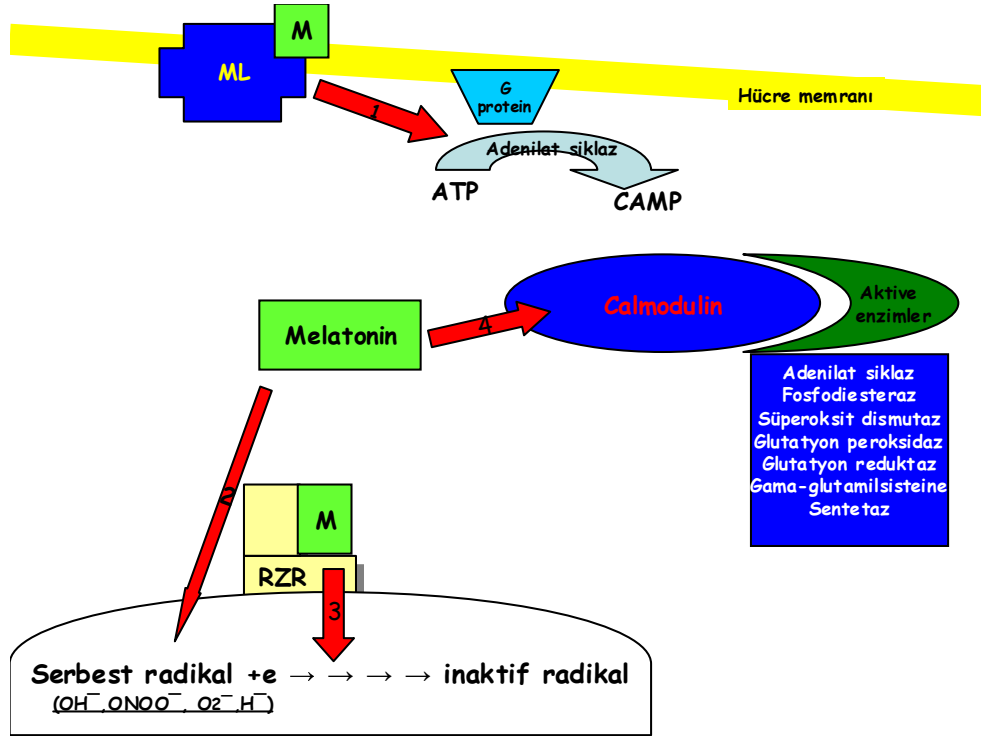 M
ML
G
protein
Hücre memranı
1
Adenilat siklaz
ATP
CAMP
Calmodulin
Aktive
enzimler
Melatonin
4
Adenilat siklaz
Fosfodiesteraz
Süperoksit dismutaz
Glutatyon peroksidaz
Glutatyon reduktaz
Gama-glutamilsisteine
Sentetaz
2
M
RZR
3
Serbest radikal +e → → → → inaktif radikal
(OH¯,ONOO¯, O2¯,H¯)